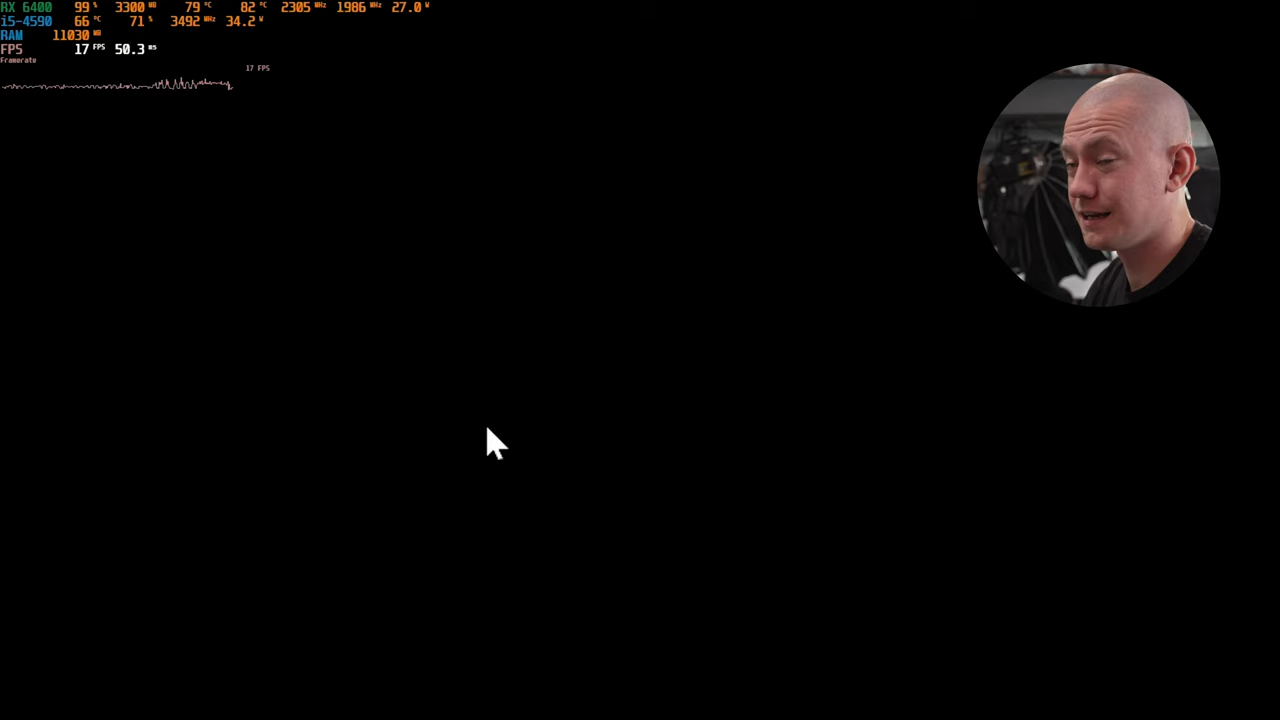 RX 6400 99 % 3300 MB 79 °C 82 °C 2305 MHz 1986 MHz 27.0 W
i5-4590 66 °C 71 % 3492 MHz 34.2 W
RAM 11030 MB
FPS 17 FPS 50.3 ms
Framerate
17 FPS